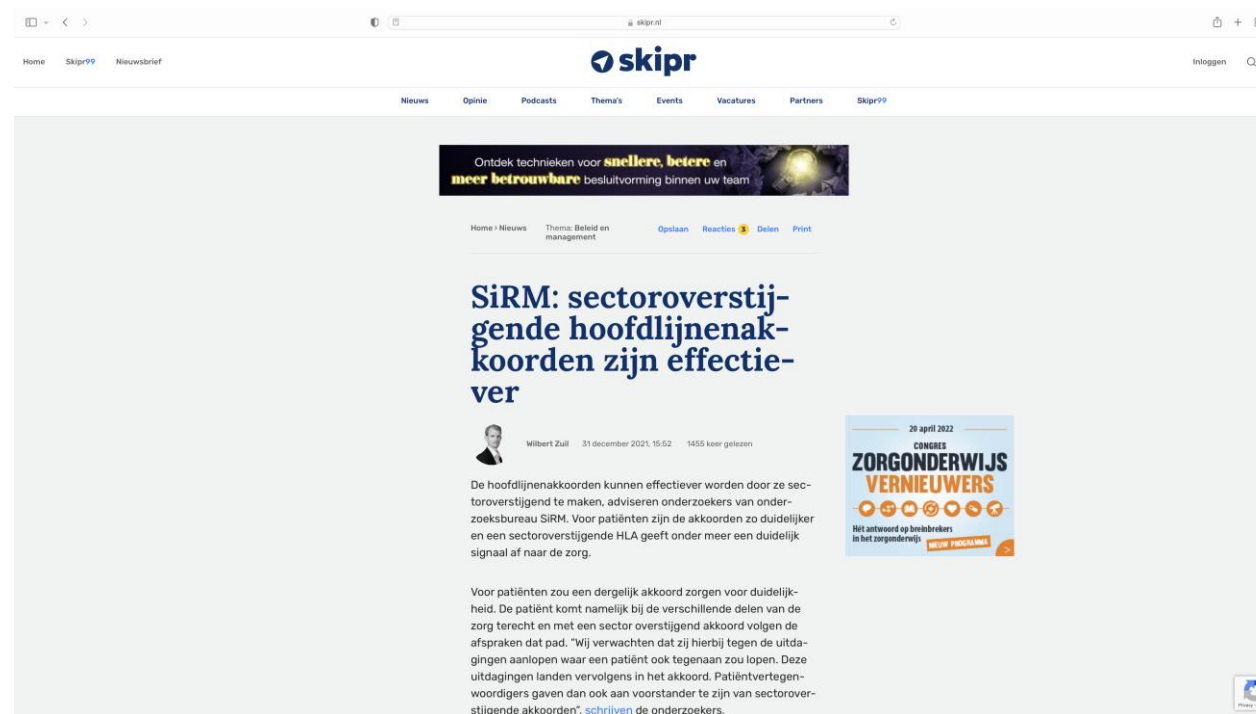 skipr.nl
Home Skipr99 Nieuwsbrief
skipr
Inloggen
Nieuws Opinie Podcasts Thema's Events Vacatures Partners Skipr99
Ontdek technieken voor snellere, betere en
meer betrouwbare besluitvorming binnen uw team
Home › Nieuws
Thema: Beleid en
management
Opslaan Reacties 3 Delen Print
SiRM: sectoroverstij-
gende hoofdlijnenak-
koorden zijn effectie-
ver
Wilbert Zuil 31 december 2021, 15:52 1455 keer gelezen
De hoofdlijnenakkoorden kunnen effectiever worden door ze sec-
toroverstijgend te maken, adviseren onderzoekers van onder-
zoeksbureau SiRM. Voor patiënten zijn de akkoorden zo duidelijker
en een sectoroverstijgende HLA geeft onder meer een duidelijk
signaal af naar de zorg.
Voor patiënten zou een dergelijk akkoord zorgen voor duidelijk-
heid. De patiënt komt namelijk bij de verschillende delen van de
zorg terecht en met een sector overstijgend akkoord volgen de
afspraken dat pad. "Wij verwachten dat zij hierbij tegen de uitda-
gingen aanlopen waar een patiënt ook tegenaan zou lopen. Deze
uitdagingen landen vervolgens in het akkoord. Patiëntvertegen-
woordigers gaven dan ook aan voorstander te zijn van sectorover-
stijgende akkoorden", schrijven de onderzoekers.
20 april 2022
CONGRES
ZORGONDERWIJS
VERNIEUWERS
Hét antwoord op breinbrekers
in het zorgonderwijs
NIEUW PROGRAMMA